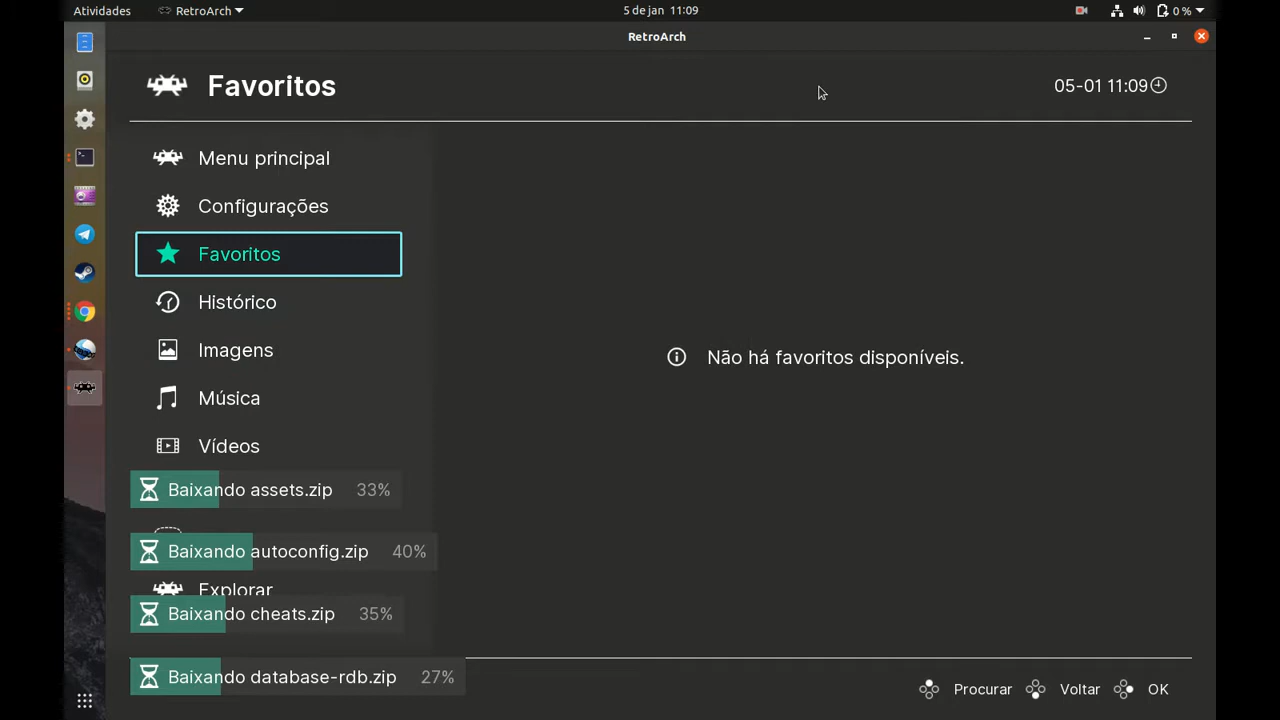 Atividades
RetroArch
5 de jan 11:09
0 %
RetroArch
Favoritos
05-01 11:09
Menu principal
Configurações
Favoritos
Histórico
Imagens
Música
Vídeos
Não há favoritos disponíveis.
Baixando assets.zip 33%
Baixando autoconfig.zip 40%
Explorar
Baixando cheats.zip 35%
Baixando database-rdb.zip 27%
Procurar
Voltar
OK